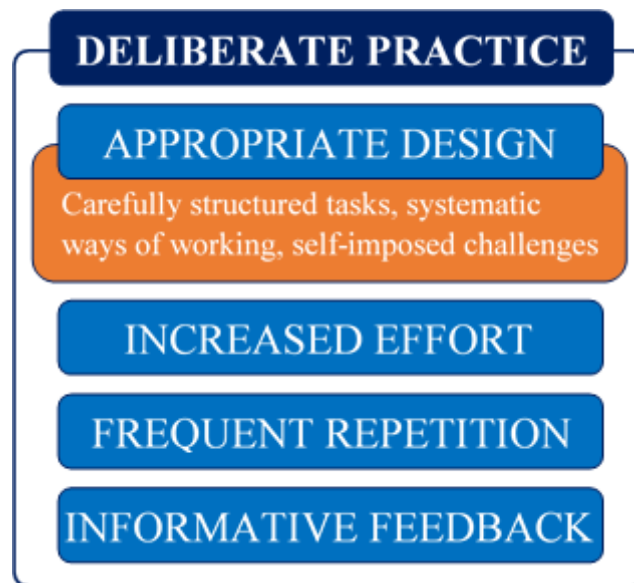 DELIBERATE PRACTICE
APPROPRIATE DESIGN
Carefully structured tasks, systematic
ways of working, self-imposed challenges
INCREASED EFFORT
FREQUENT REPETITION
INFORMATIVE FEEDBACK